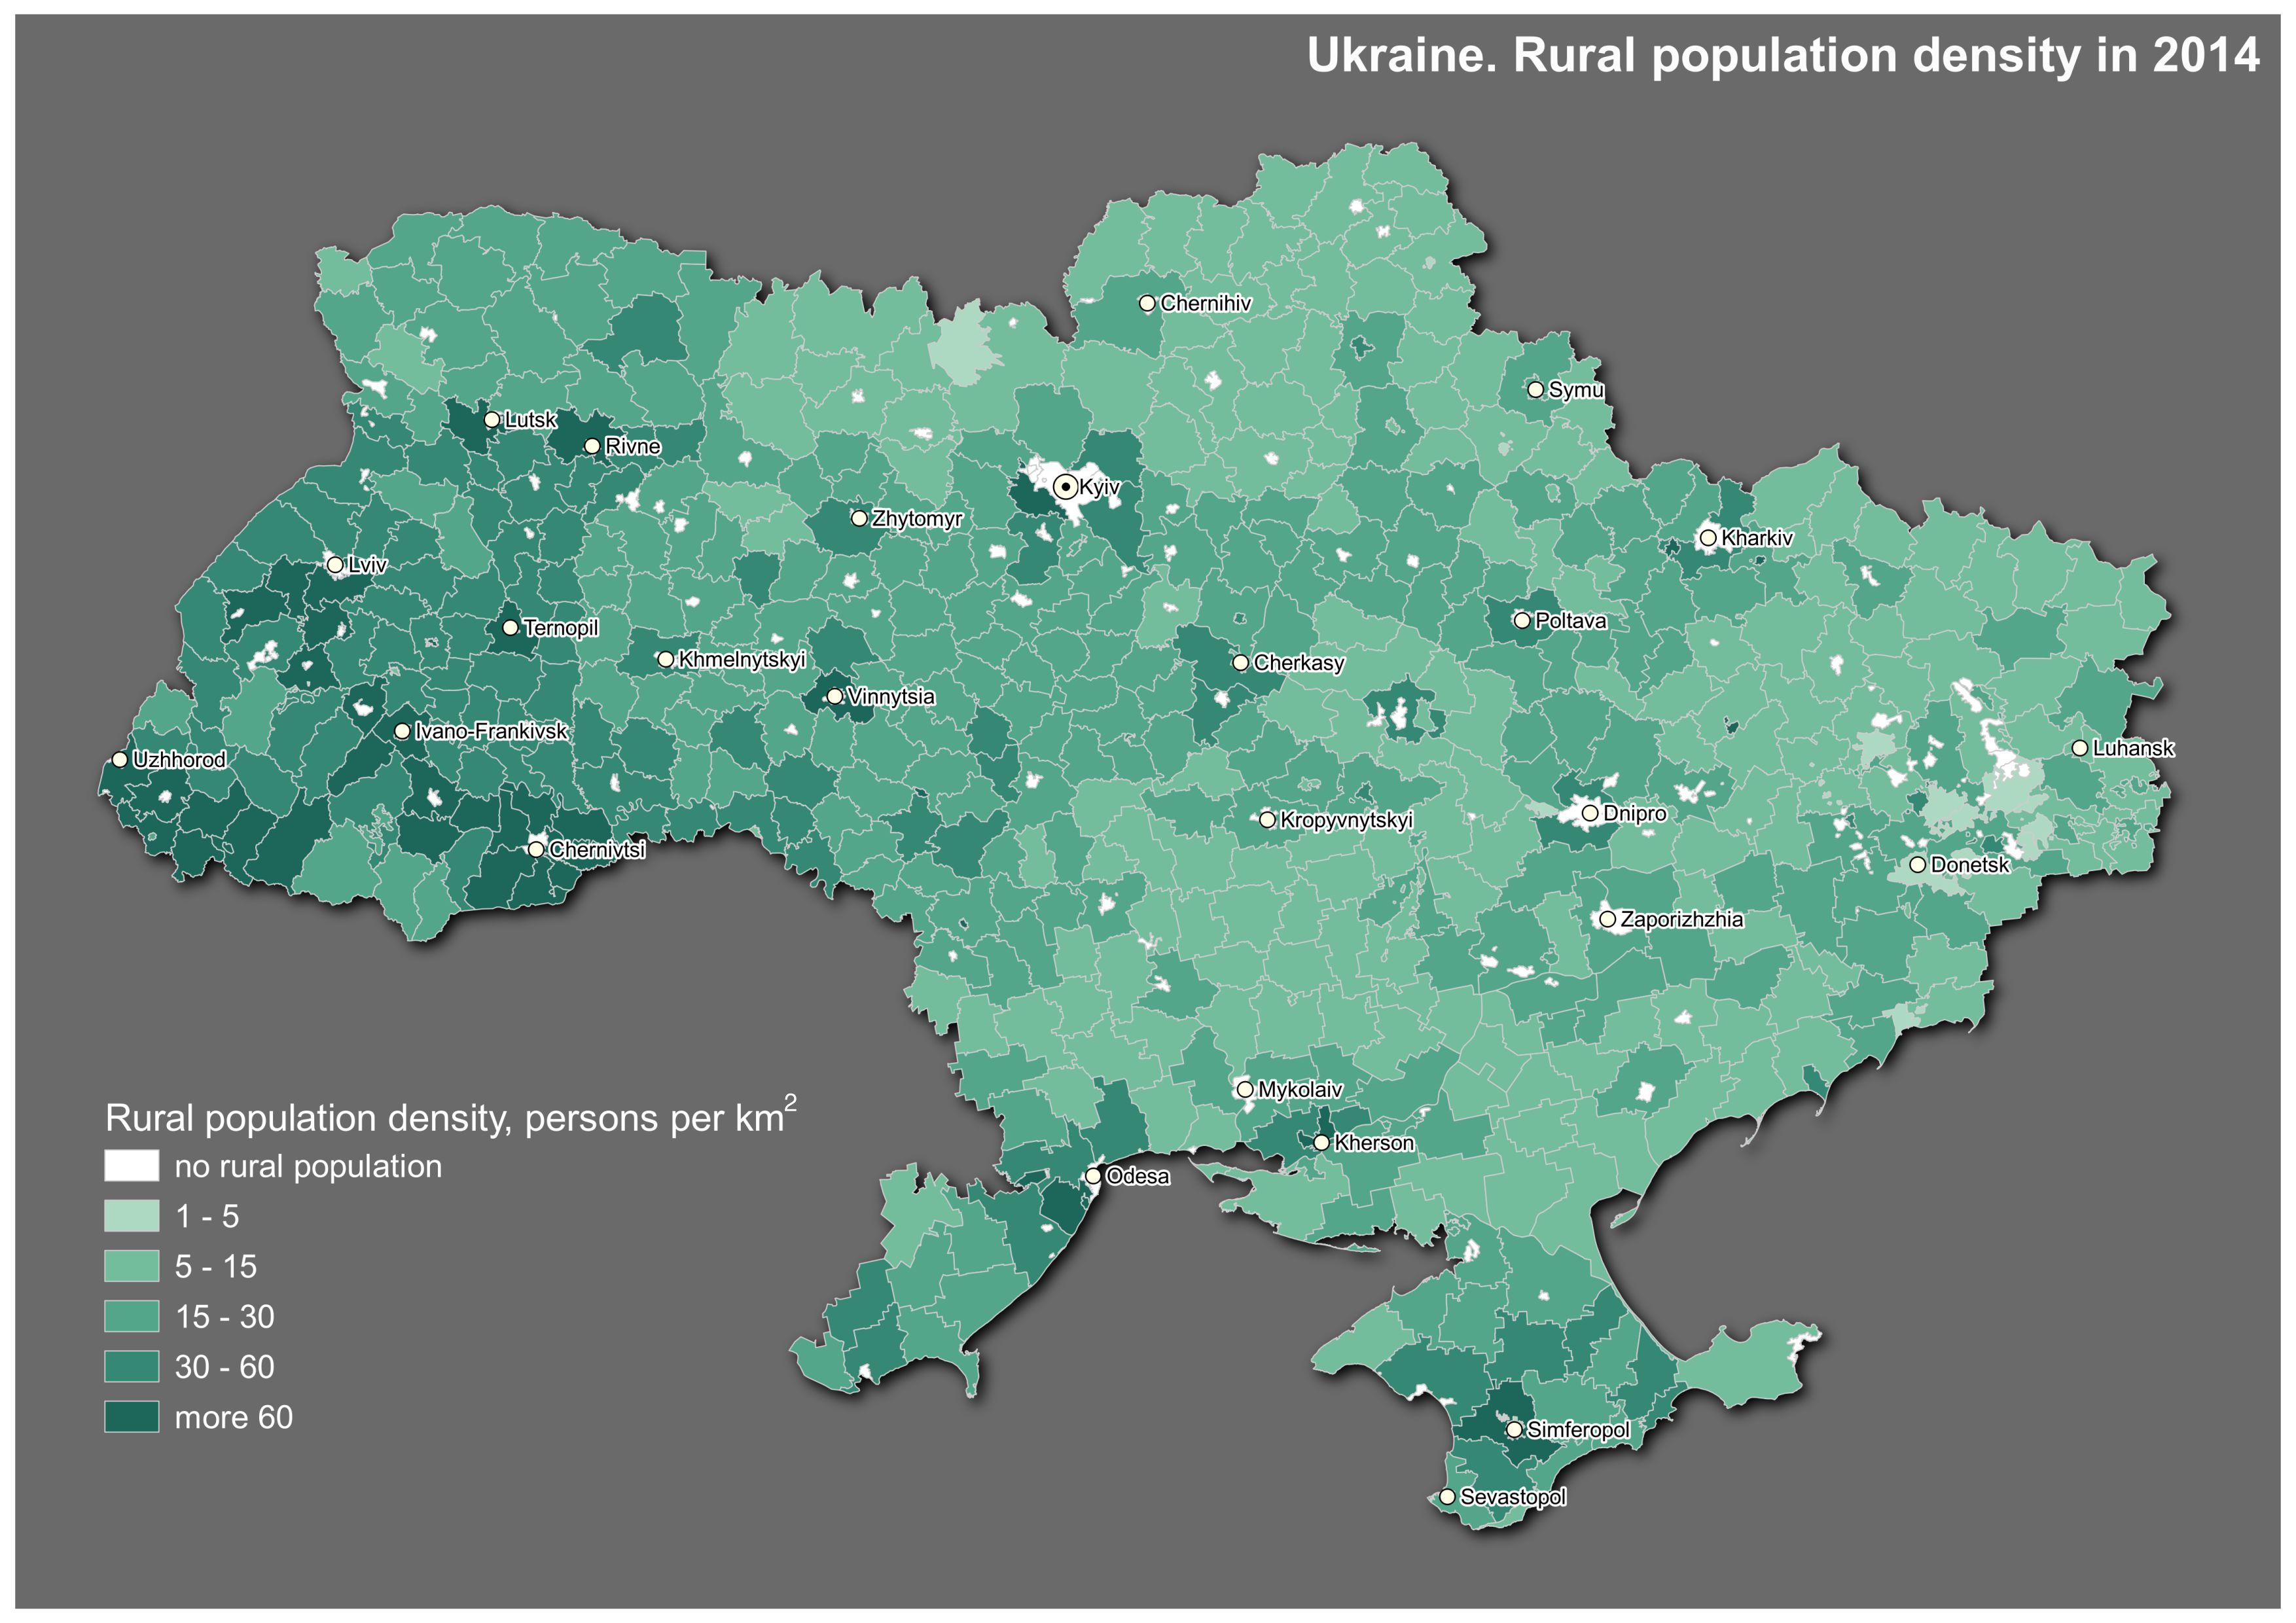 Ukraine. Rural population density in 2014
Chernihiv
Symu
Lutsk
Rivne
Kyiv
Zhytomyr
Kharkiv
Lviv
Ternopil
Poltava
Khmelnytskyi
Cherkasy
Vinnytsia
Ivano-Frankivsk
Uzhhorod
Luhansk
Dnipro
Kropyvnytskyi
Chernivtsi
Donetsk
Zaporizhzhia
Mykolaiv
Kherson
Odesa
Simferopol
Sevastopol
Rural population density, persons per km²
no rural population
1 - 5
5 - 15
15 - 30
30 - 60
more 60